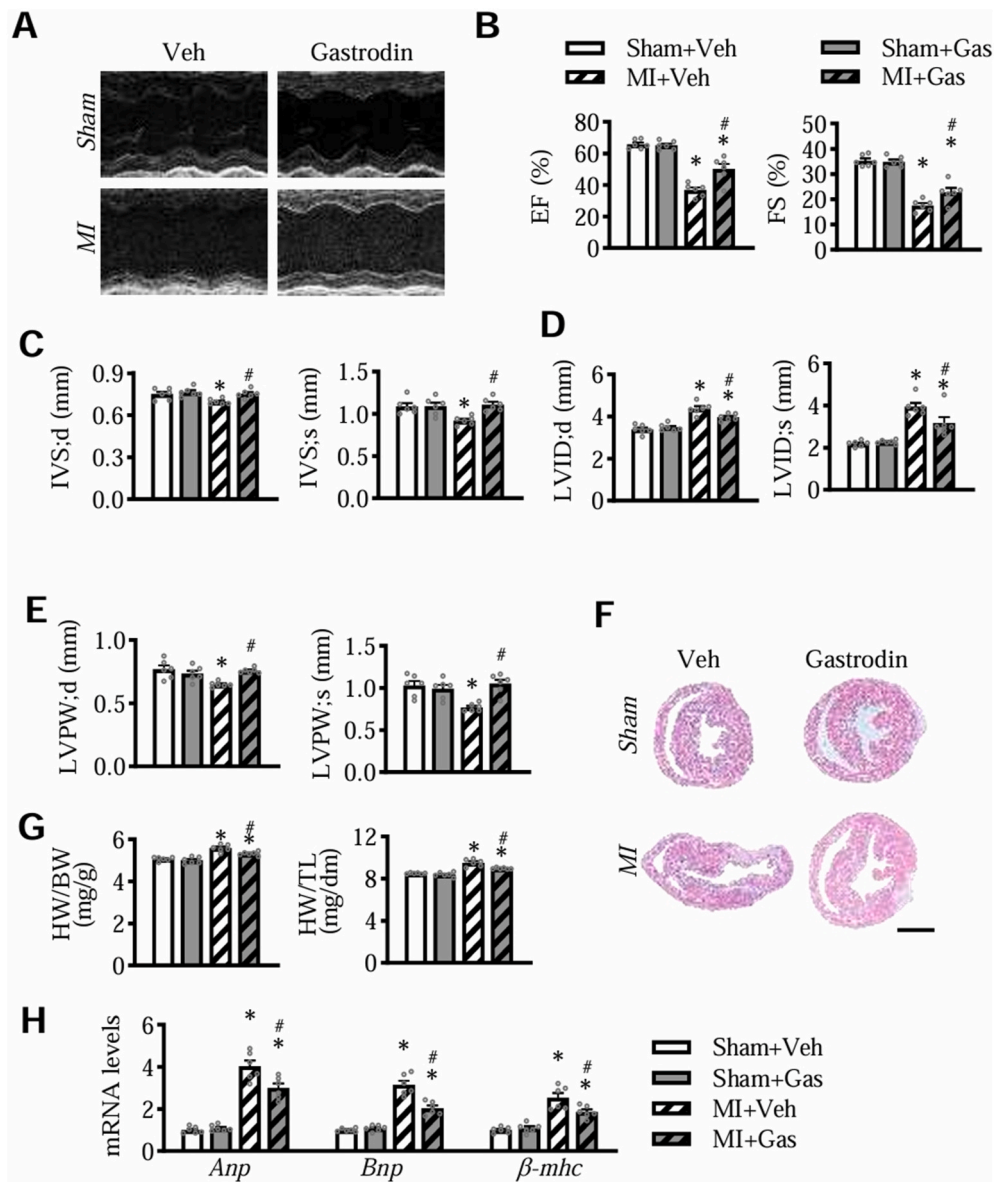 A
Veh Gastrodin
Sham
MI
B
Sham+Veh Sham+Gas
MI+Veh MI+Gas
EF (%)
80
60
40
20
0
*
#
*
FS (%)
50
40
30
20
10
0
*
#
*
C
IVS;d (mm)
0.9
0.6
0.3
0.0
*
#
IVS;s (mm)
1.5
1.0
0.5
0.0
*
#
D
LVID;d (mm)
6
4
2
0
*
#
*
LVID;s (mm)
6
4
2
0
*
#
*
E
LVPW;d (mm)
1.0
0.5
0.0
*
#
LVPW;s (mm)
1.5
1.0
0.5
0.0
*
#
F
Veh Gastrodin
Sham
MI
G
HW/BW
(mg/g)
6
4
2
0
*
#
*
HW/TL
(mg/dm)
12
8
4
0
*
#
*
H
mRNA levels
6
4
2
0
*
#
*
*
#
*
*
#
*
Anp Bnp β-mhc
Sham+Veh
Sham+Gas
MI+Veh
MI+Gas